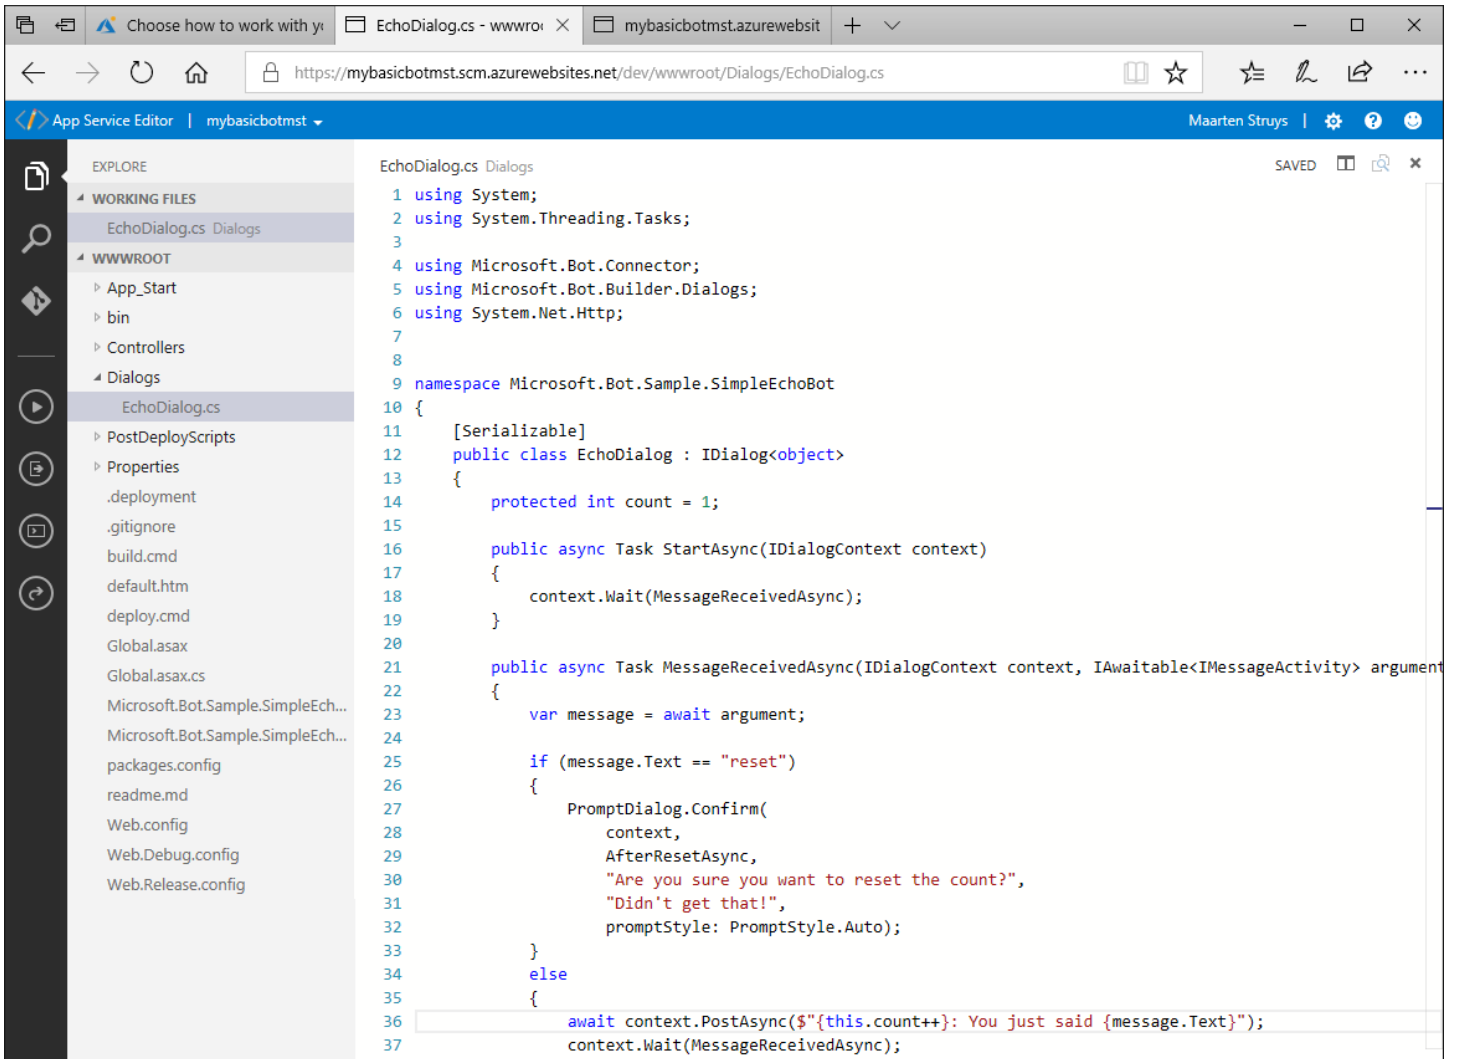 Choose how to work with yo
EchoDialog.cs - wwwroo
mybasicbotmst.azurewebsit
https://mybasicbotmst.scm.azurewebsites.net/dev/wwwroot/Dialogs/EchoDialog.cs
App Service Editor | mybasicbotmst
Maarten Struys |
EXPLORE
WORKING FILES
EchoDialog.cs Dialogs
WWWROOT
App_Start
bin
Controllers
Dialogs
EchoDialog.cs
PostDeployScripts
Properties
.deployment
.gitignore
build.cmd
default.htm
deploy.cmd
Global.asax
Global.asax.cs
Microsoft.Bot.Sample.SimpleEch...
Microsoft.Bot.Sample.SimpleEch...
packages.config
readme.md
Web.config
Web.Debug.config
Web.Release.config
EchoDialog.cs Dialogs
SAVED
1 using System;
2 using System.Threading.Tasks;
3
4 using Microsoft.Bot.Connector;
5 using Microsoft.Bot.Builder.Dialogs;
6 using System.Net.Http;
7
8
9 namespace Microsoft.Bot.Sample.SimpleEchoBot
10 {
11 [Serializable]
12 public class EchoDialog : IDialog<object>
13 {
14 protected int count = 1;
15
16 public async Task StartAsync(IDialogContext context)
17 {
18 context.Wait(MessageReceivedAsync);
19 }
20
21 public async Task MessageReceivedAsync(IDialogContext context, IAwaitable<IMessageActivity> argument
22 {
23 var message = await argument;
24
25 if (message.Text == "reset")
26 {
27 PromptDialog.Confirm(
28 context,
29 AfterResetAsync,
30 "Are you sure you want to reset the count?",
31 "Didn't get that!",
32 promptStyle: PromptStyle.Auto);
33 }
34 else
35 {
36 await context.PostAsync($"{this.count++}: You just said {message.Text}");
37 context.Wait(MessageReceivedAsync);